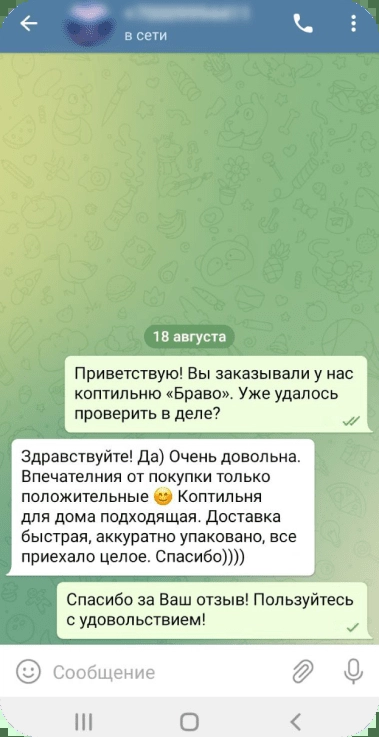 в сети
18 августа
Приветствую! Вы заказывали у нас
коптильню «Браво». Уже удалось
проверить в деле?
Здравствуйте! Да) Очень довольна.
Впечателния от покупки только
положительные 😊 Коптильня
для дома подходящая. Доставка
быстрая, аккуратно упаковано, все
приехало целое. Спасибо))))
Спасибо за Ваш отзыв! Пользуйтесь
с удовольствием!
Сообщение